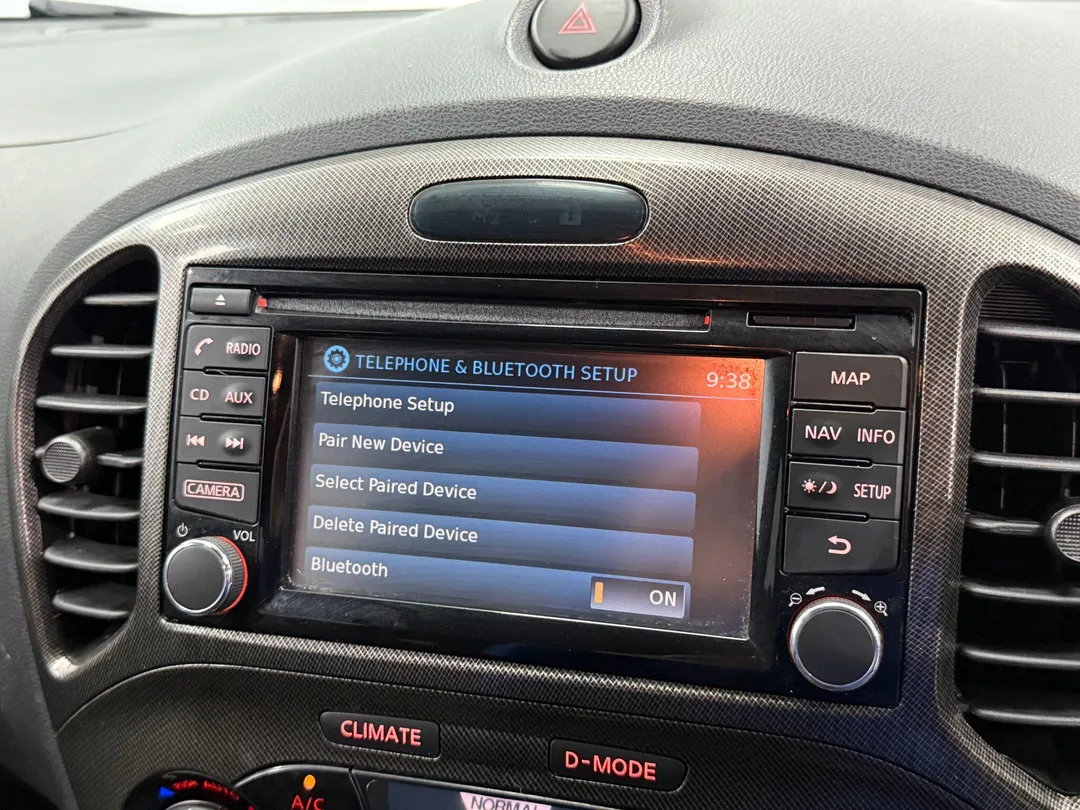 RADIO
CD AUX
CAMERA
VOL
TELEPHONE & BLUETOOTH SETUP 9:38
Telephone Setup
Pair New Device
Select Paired Device
Delete Paired Device
Bluetooth ON
MAP
NAV INFO
SETUP
CLIMATE
D-MODE
AUTO
A/C
NORMAL